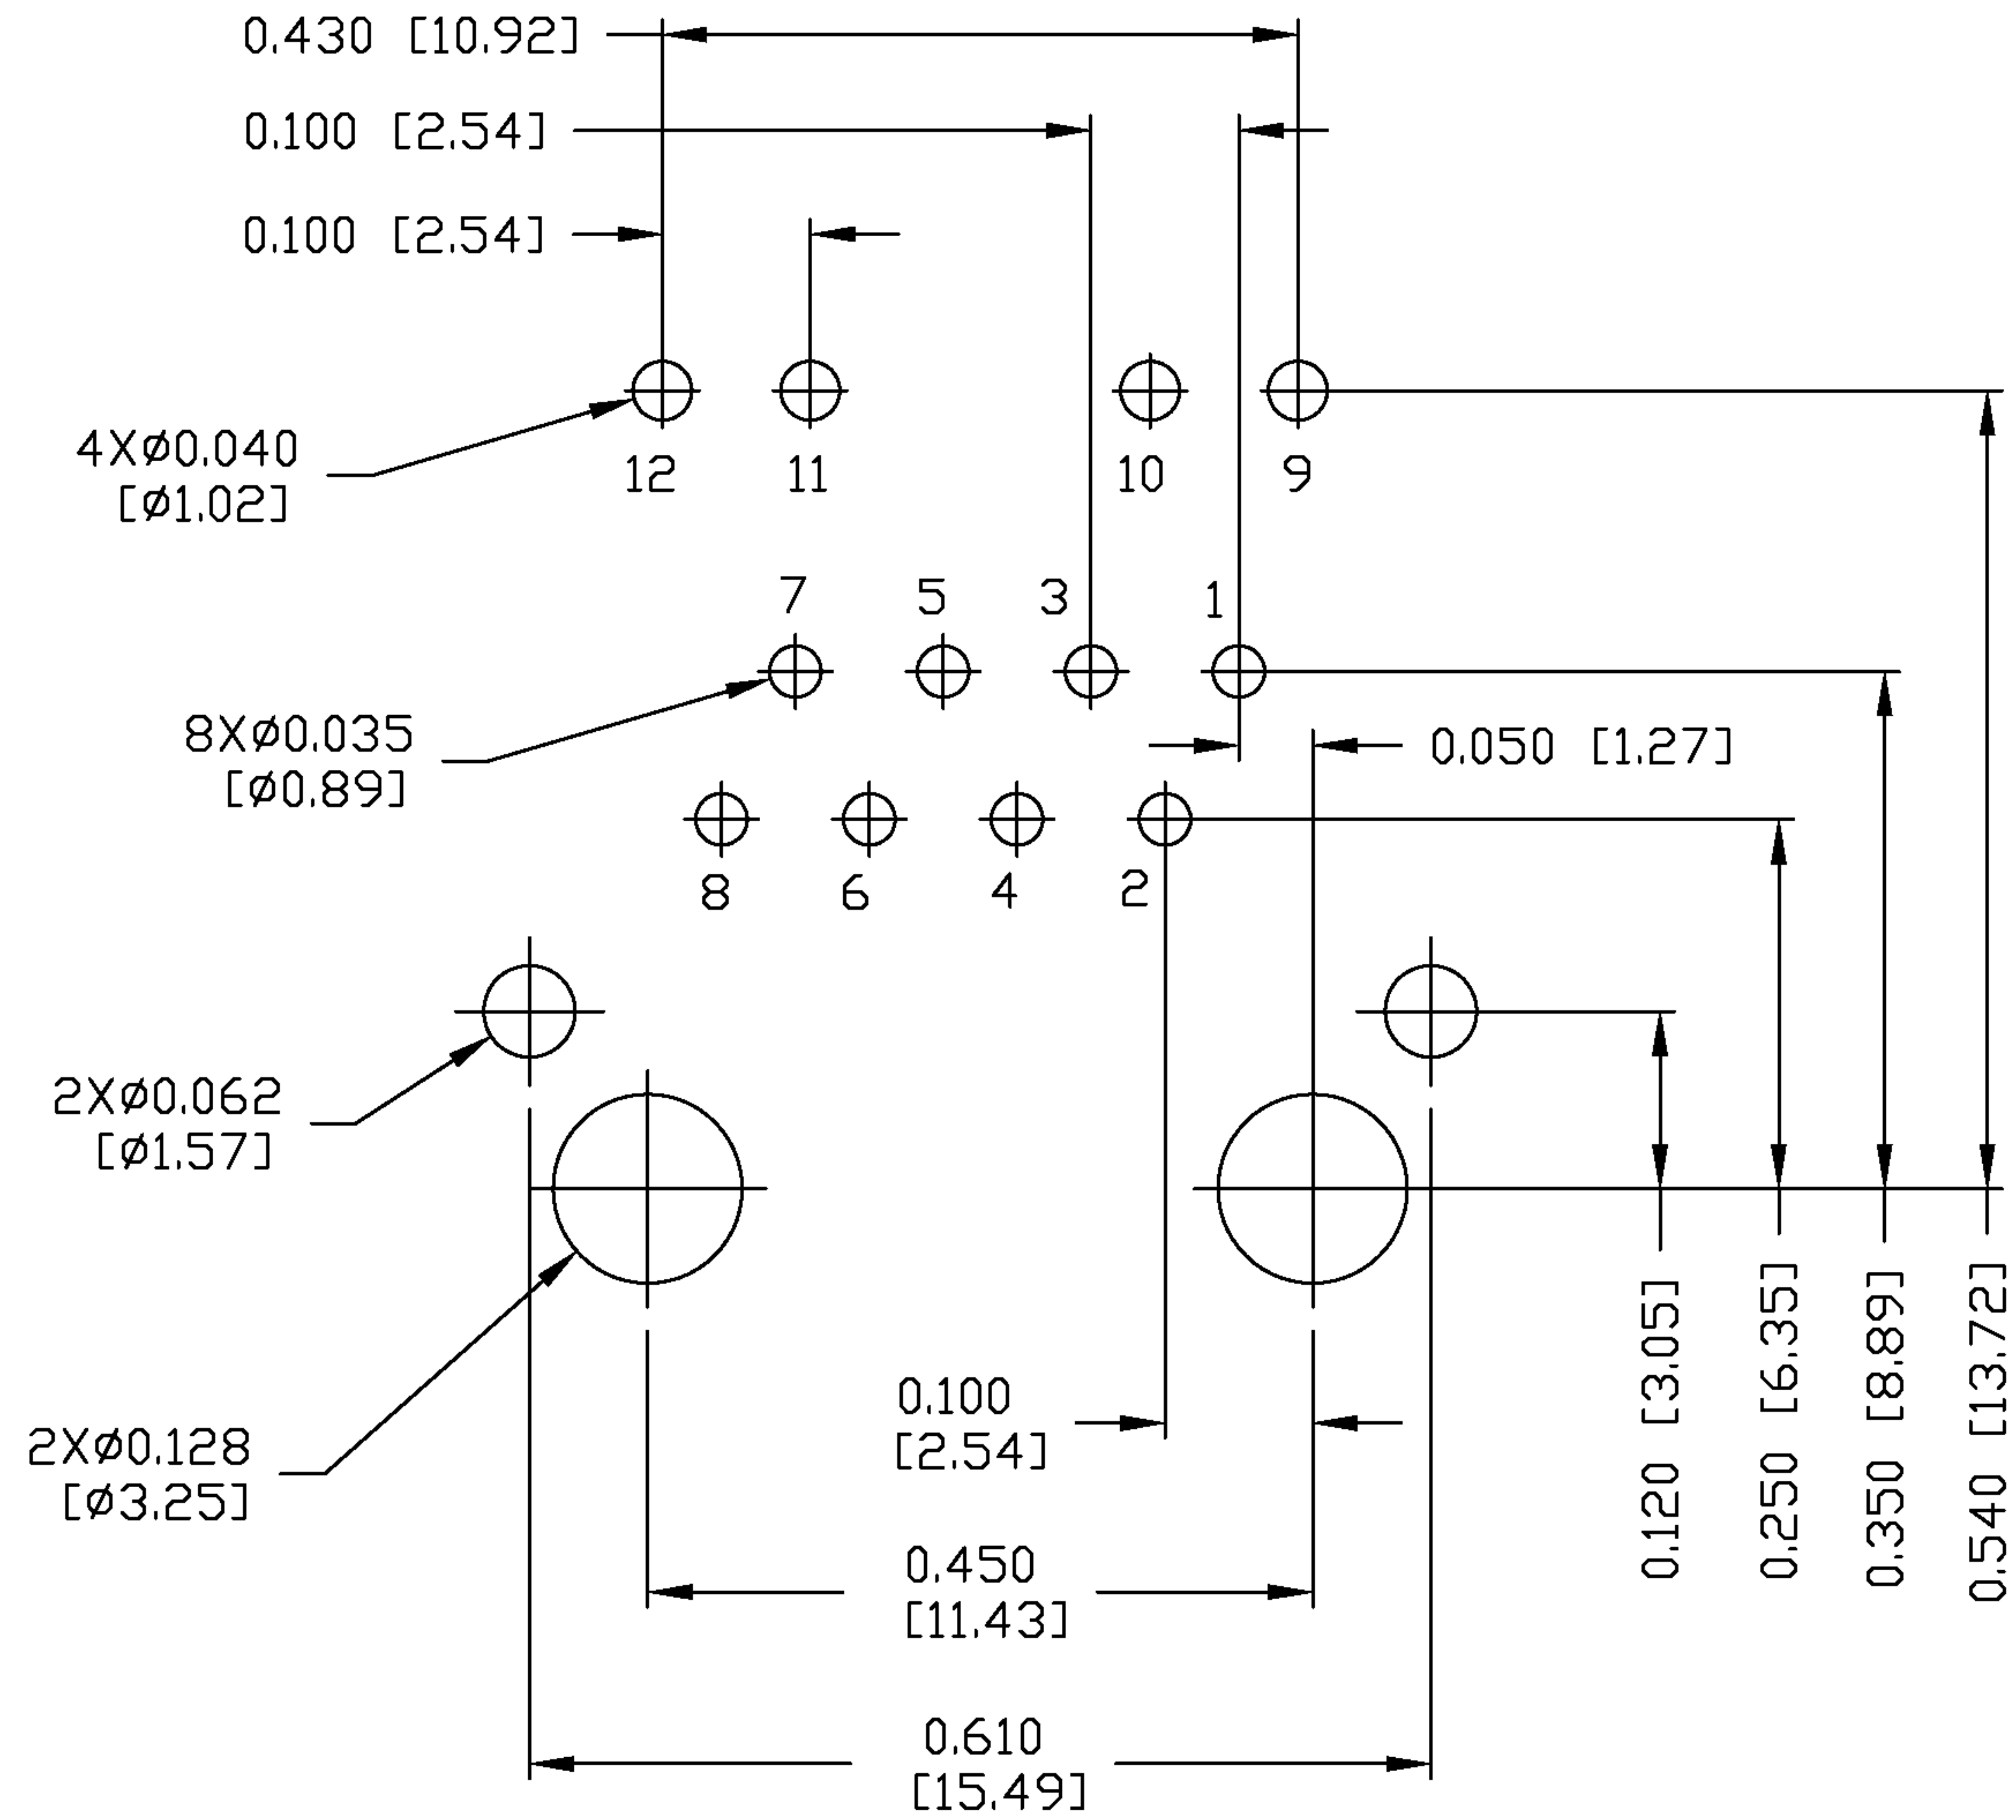 0.430 [10.92]
0.100 [2.54]
0.100 [2.54]
4XØ0.040
[Ø1.02]
12 11 10 9
7 5 3 1
8XØ0.035
[Ø0.89]
0.050 [1.27]
8 6 4 2
2XØ0.062
[Ø1.57]
2XØ0.128
[Ø3.25]
0.100
[2.54]
0.450
[11.43]
0.610
[15.49]
0.120 [3.05]
0.250 [6.35]
0.350 [8.89]
0.540 [13.72]